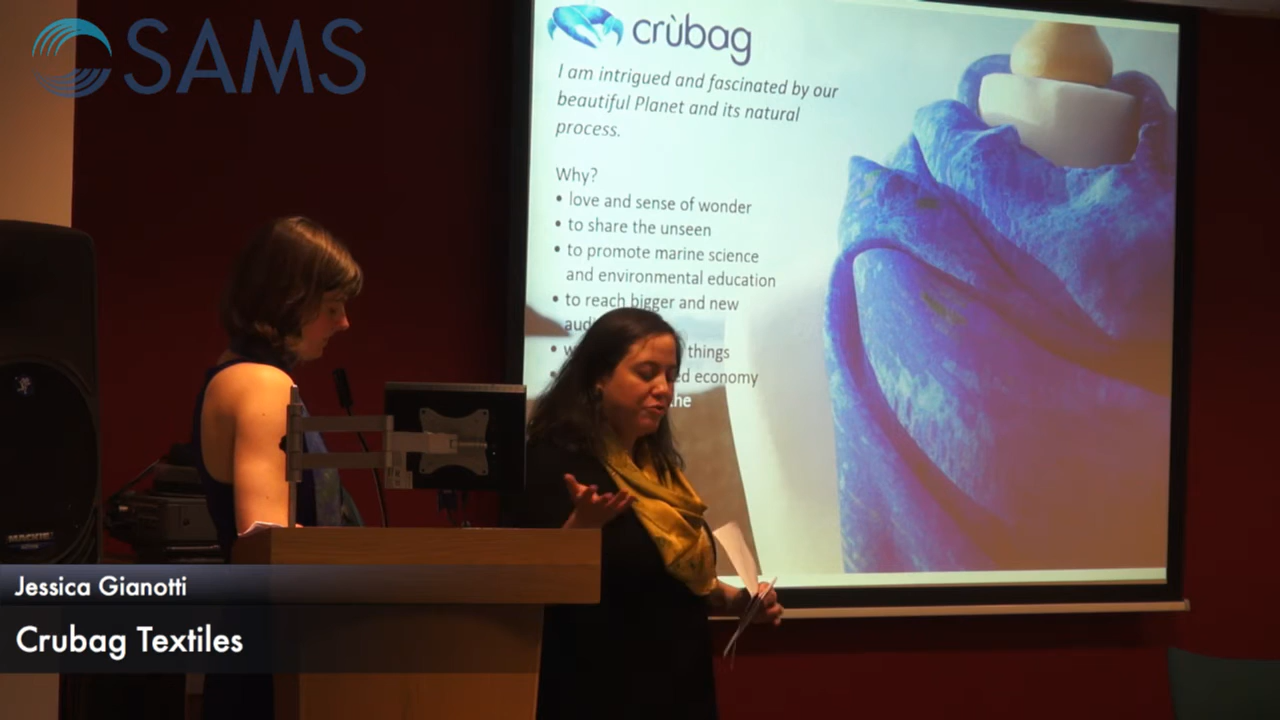 SAMS
crùbag
I am intrigued and fascinated by our
beautiful Planet and its natural
process.
Why?
• love and sense of wonder
• to share the unseen
• to promote marine science
and environmental education
• to reach bigger and new
• things
• economy
MACKIE
Jessica Gianotti
Crubag Textiles